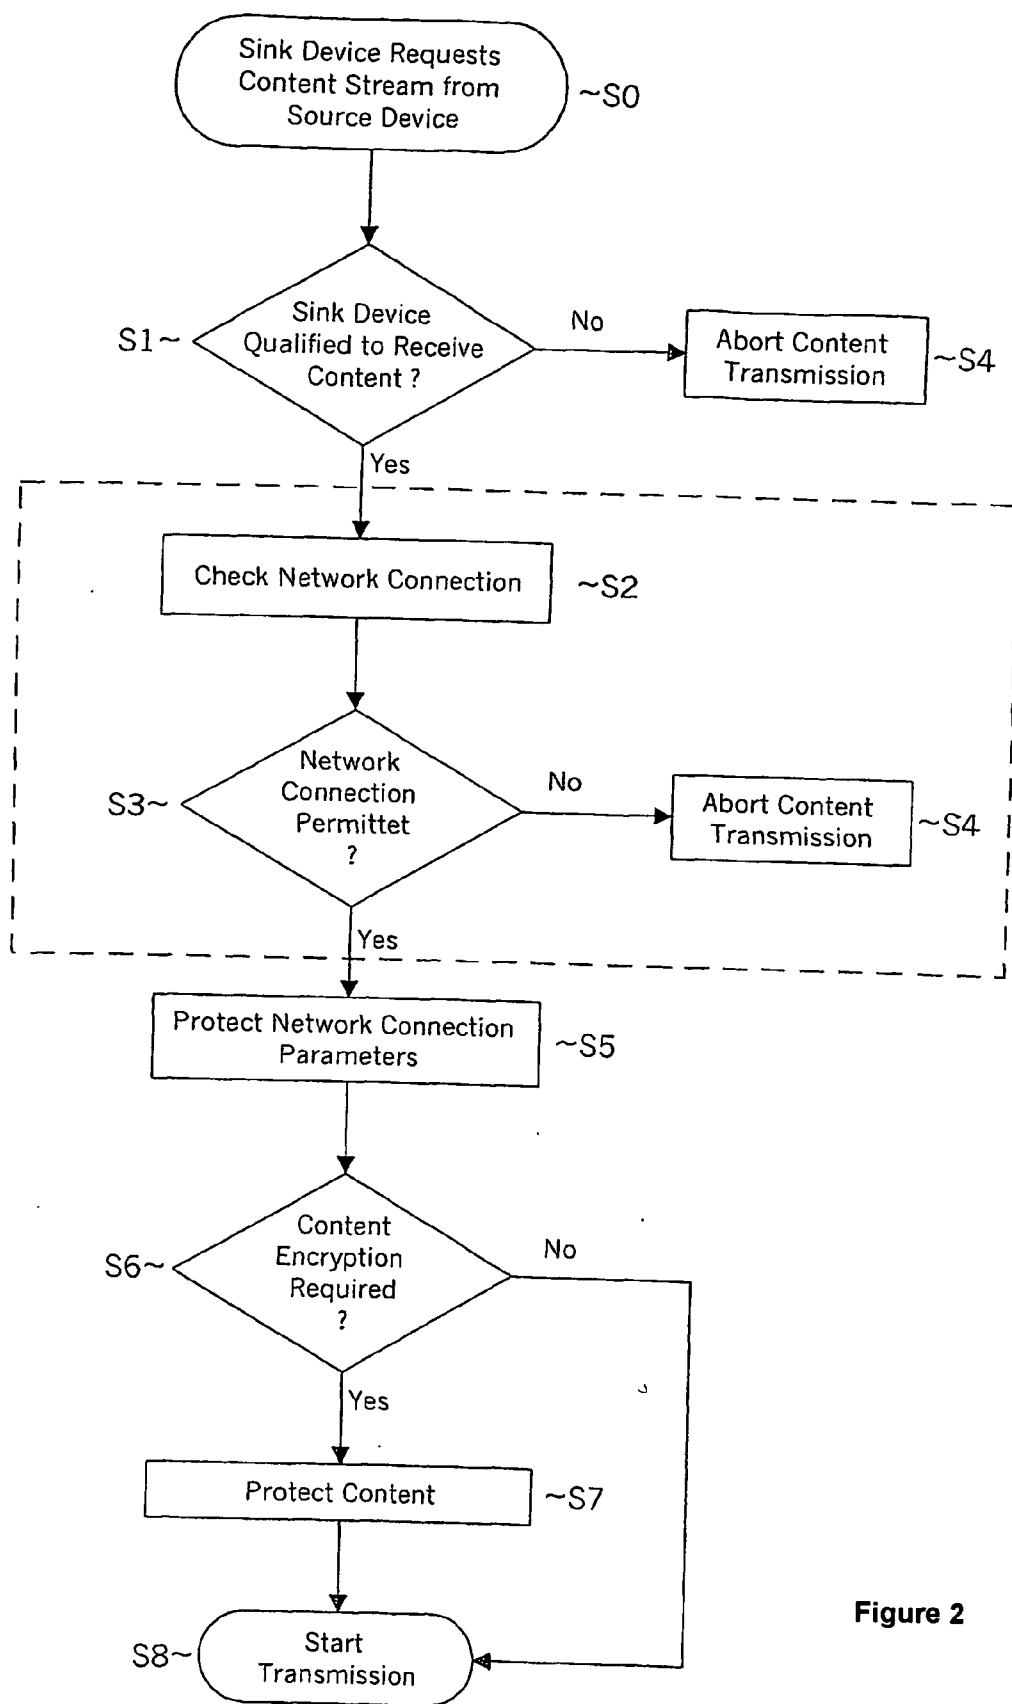 Sink Device Requests
Content Stream from
Source Device
~S0
S1~
Sink Device
Qualified to Receive
Content ?
No
Abort Content
Transmission
~S4
Yes
Check Network Connection
~S2
S3~
Network
Connection
Permittet
?
No
Abort Content
Transmission
~S4
Yes
Protect Network Connection
Parameters
~S5
S6~
Content
Encryption
Required
?
No
Yes
Protect Content
~S7
S8~
Start
Transmission
Figure 2